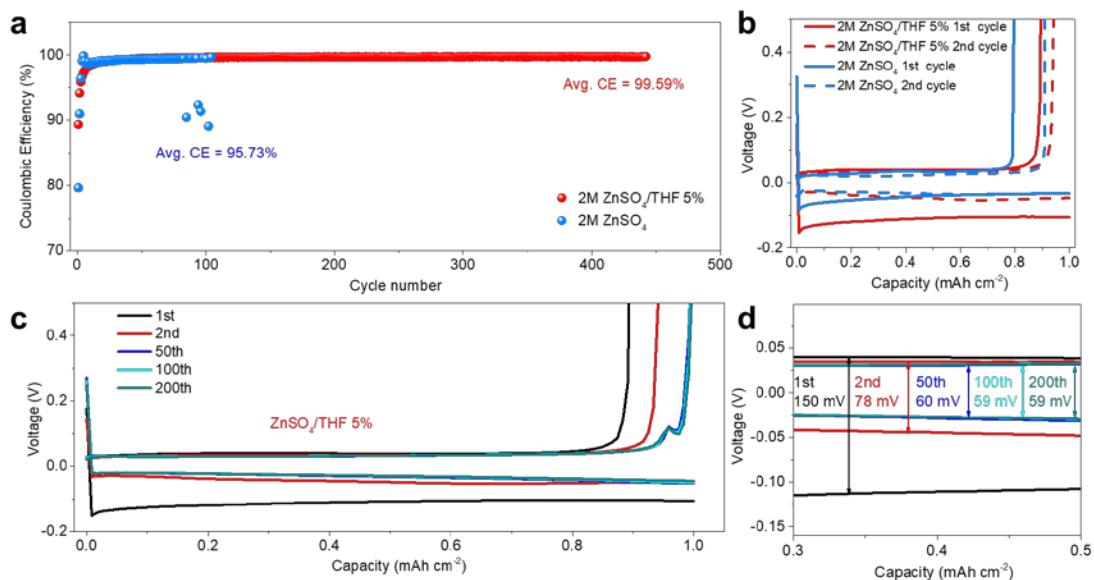 a
Coulombic Efficiency (%)
100
90
80
70
Avg. CE = 99.59%
Avg. CE = 95.73%
2M ZnSO₄/THF 5%
2M ZnSO₄
0 100 200 300 400 500
Cycle number
b
Voltage (V)
0.4
0.2
0.0
-0.2
2M ZnSO₄/THF 5% 1st cycle
2M ZnSO₄/THF 5% 2nd cycle
2M ZnSO₄ 1st cycle
2M ZnSO₄ 2nd cycle
0.0 0.2 0.4 0.6 0.8 1.0
Capacity (mAh cm⁻²)
c
Voltage (V)
0.4
0.2
0.0
-0.2
1st
2nd
50th
100th
200th
ZnSO₄/THF 5%
0.0 0.2 0.4 0.6 0.8 1.0
Capacity (mAh cm⁻²)
d
Voltage (V)
0.05
0.00
-0.05
-0.10
-0.15
1st 2nd 50th 100th 200th
150 mV 78 mV 60 mV 59 mV 59 mV
0.3 0.4 0.5
Capacity (mAh cm⁻²)